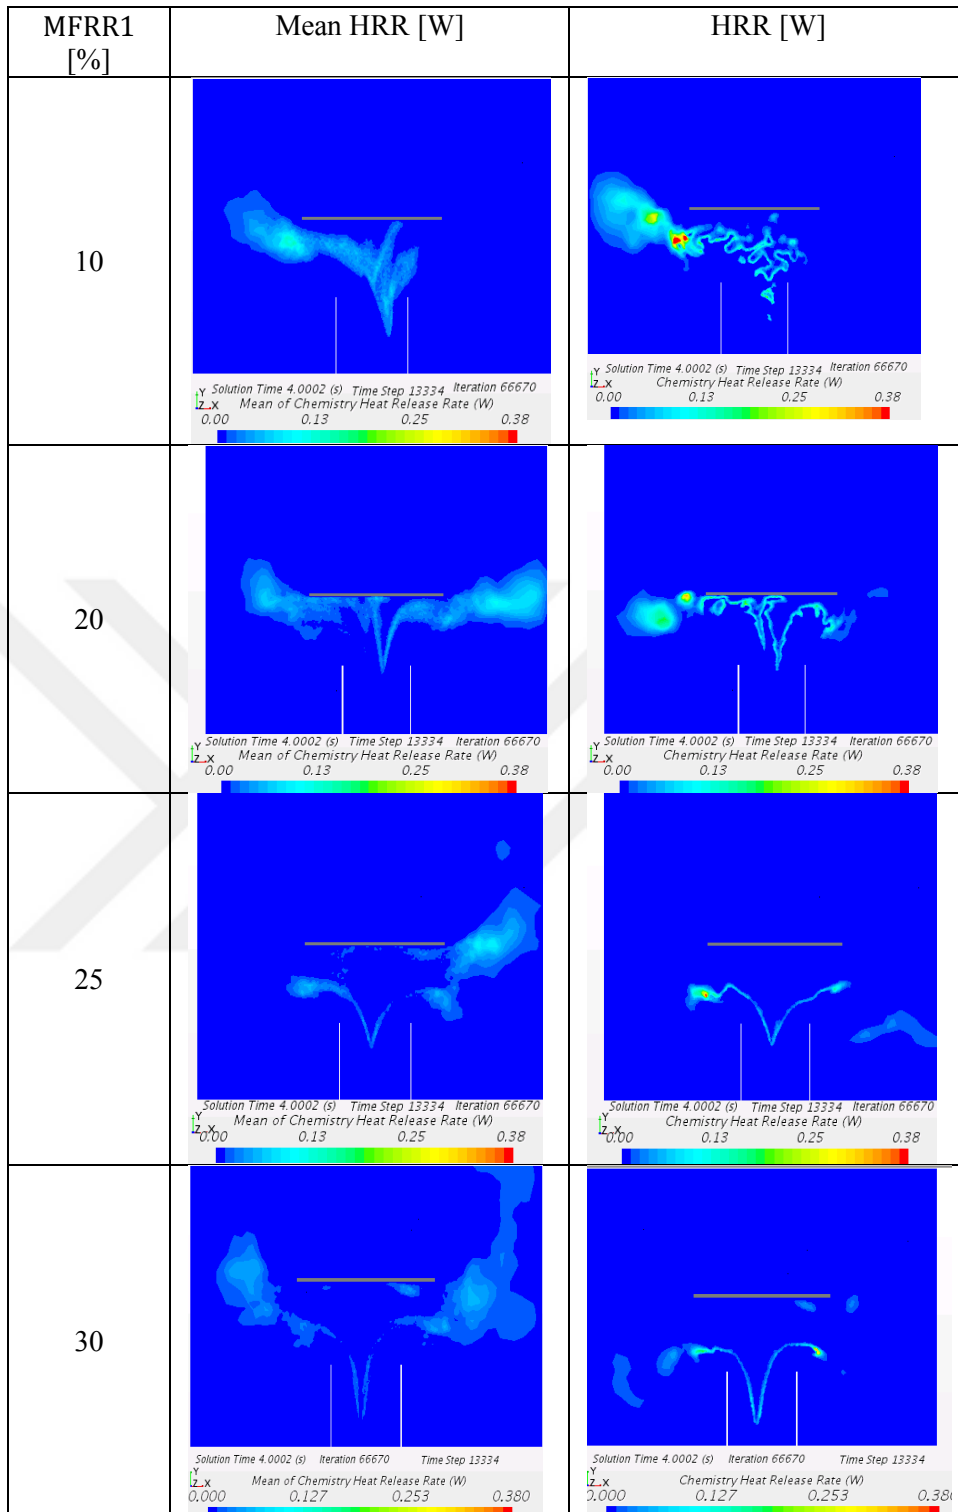 MFRR1 [%]
Mean HRR [W]
HRR [W]
10
Y
Z X
Solution Time 4.0002 (s) Time Step 13334 Iteration 66670
Mean of Chemistry Heat Release Rate (W)
0.00 0.13 0.25 0.38
Y
Z X
Solution Time 4.0002 (s) Time Step 13334 Iteration 66670
Chemistry Heat Release Rate (W)
0.00 0.13 0.25 0.38
20
Y
Z X
Solution Time 4.0002 (s) Time Step 13334 Iteration 66670
Mean of Chemistry Heat Release Rate (W)
0.00 0.13 0.25 0.38
Y
Z X
Solution Time 4.0002 (s) Time Step 13334 Iteration 66670
Chemistry Heat Release Rate (W)
0.00 0.13 0.25 0.38
25
Y
Z X
Solution Time 4.0002 (s) Time Step 13334 Iteration 66670
Mean of Chemistry Heat Release Rate (W)
0.00 0.13 0.25 0.38
Y
Z X
Solution Time 4.0002 (s) Time Step 13334 Iteration 66670
Chemistry Heat Release Rate (W)
0.00 0.13 0.25 0.38
30
Solution Time 4.0002 (s) Iteration 66670 Time Step 13334
Y
Z X
Mean of Chemistry Heat Release Rate (W)
0.000 0.127 0.253 0.380
Solution Time 4.0002 (s) Iteration 66670 Time Step 13334
Y
Z X
Chemistry Heat Release Rate (W)
0.000 0.127 0.253 0.380